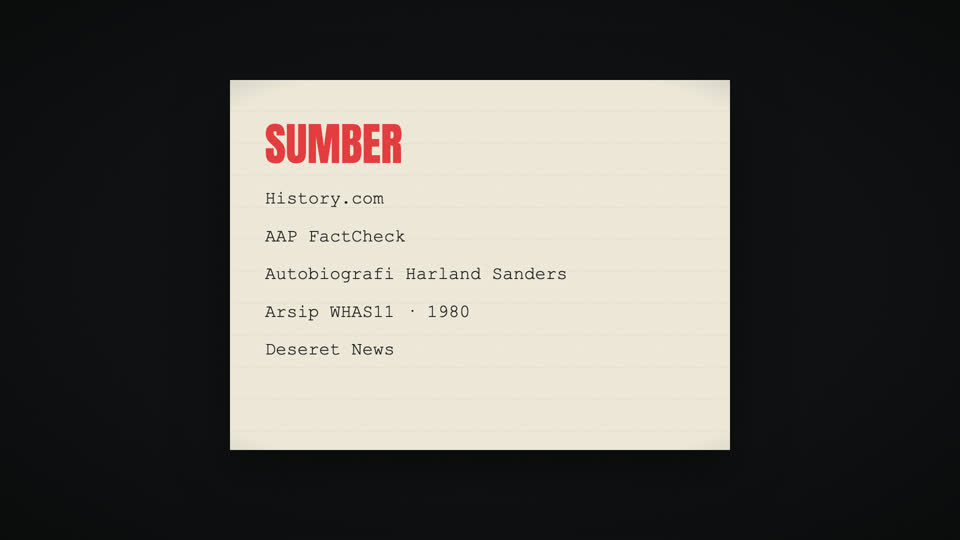 SUMBER
History.com
AAP FactCheck
Autobiografi Harland Sanders
Arsip WHAS11 · 1980
Deseret News